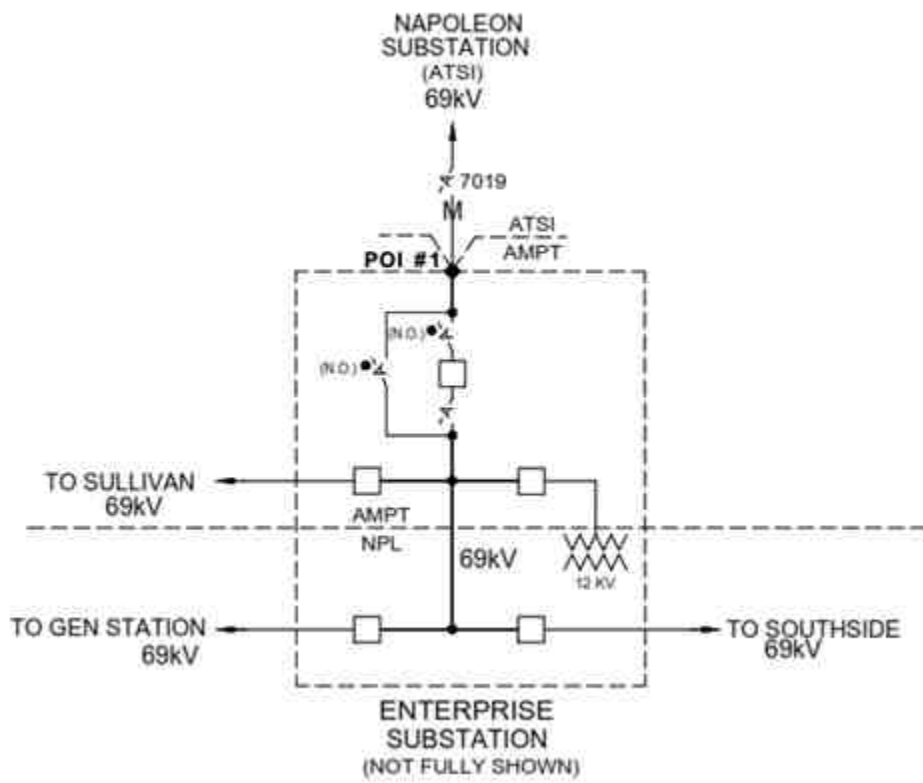 NAPOLEON
SUBSTATION
(ATSI)
69kV
7019
M
ATSI
AMPT
POI #1
(N.O.)
(N.O.)
TO SULLIVAN
69kV
AMPT
NPL
69kV
12 KV
TO GEN STATION
69kV
TO SOUTHSIDE
69kV
ENTERPRISE
SUBSTATION
(NOT FULLY SHOWN)